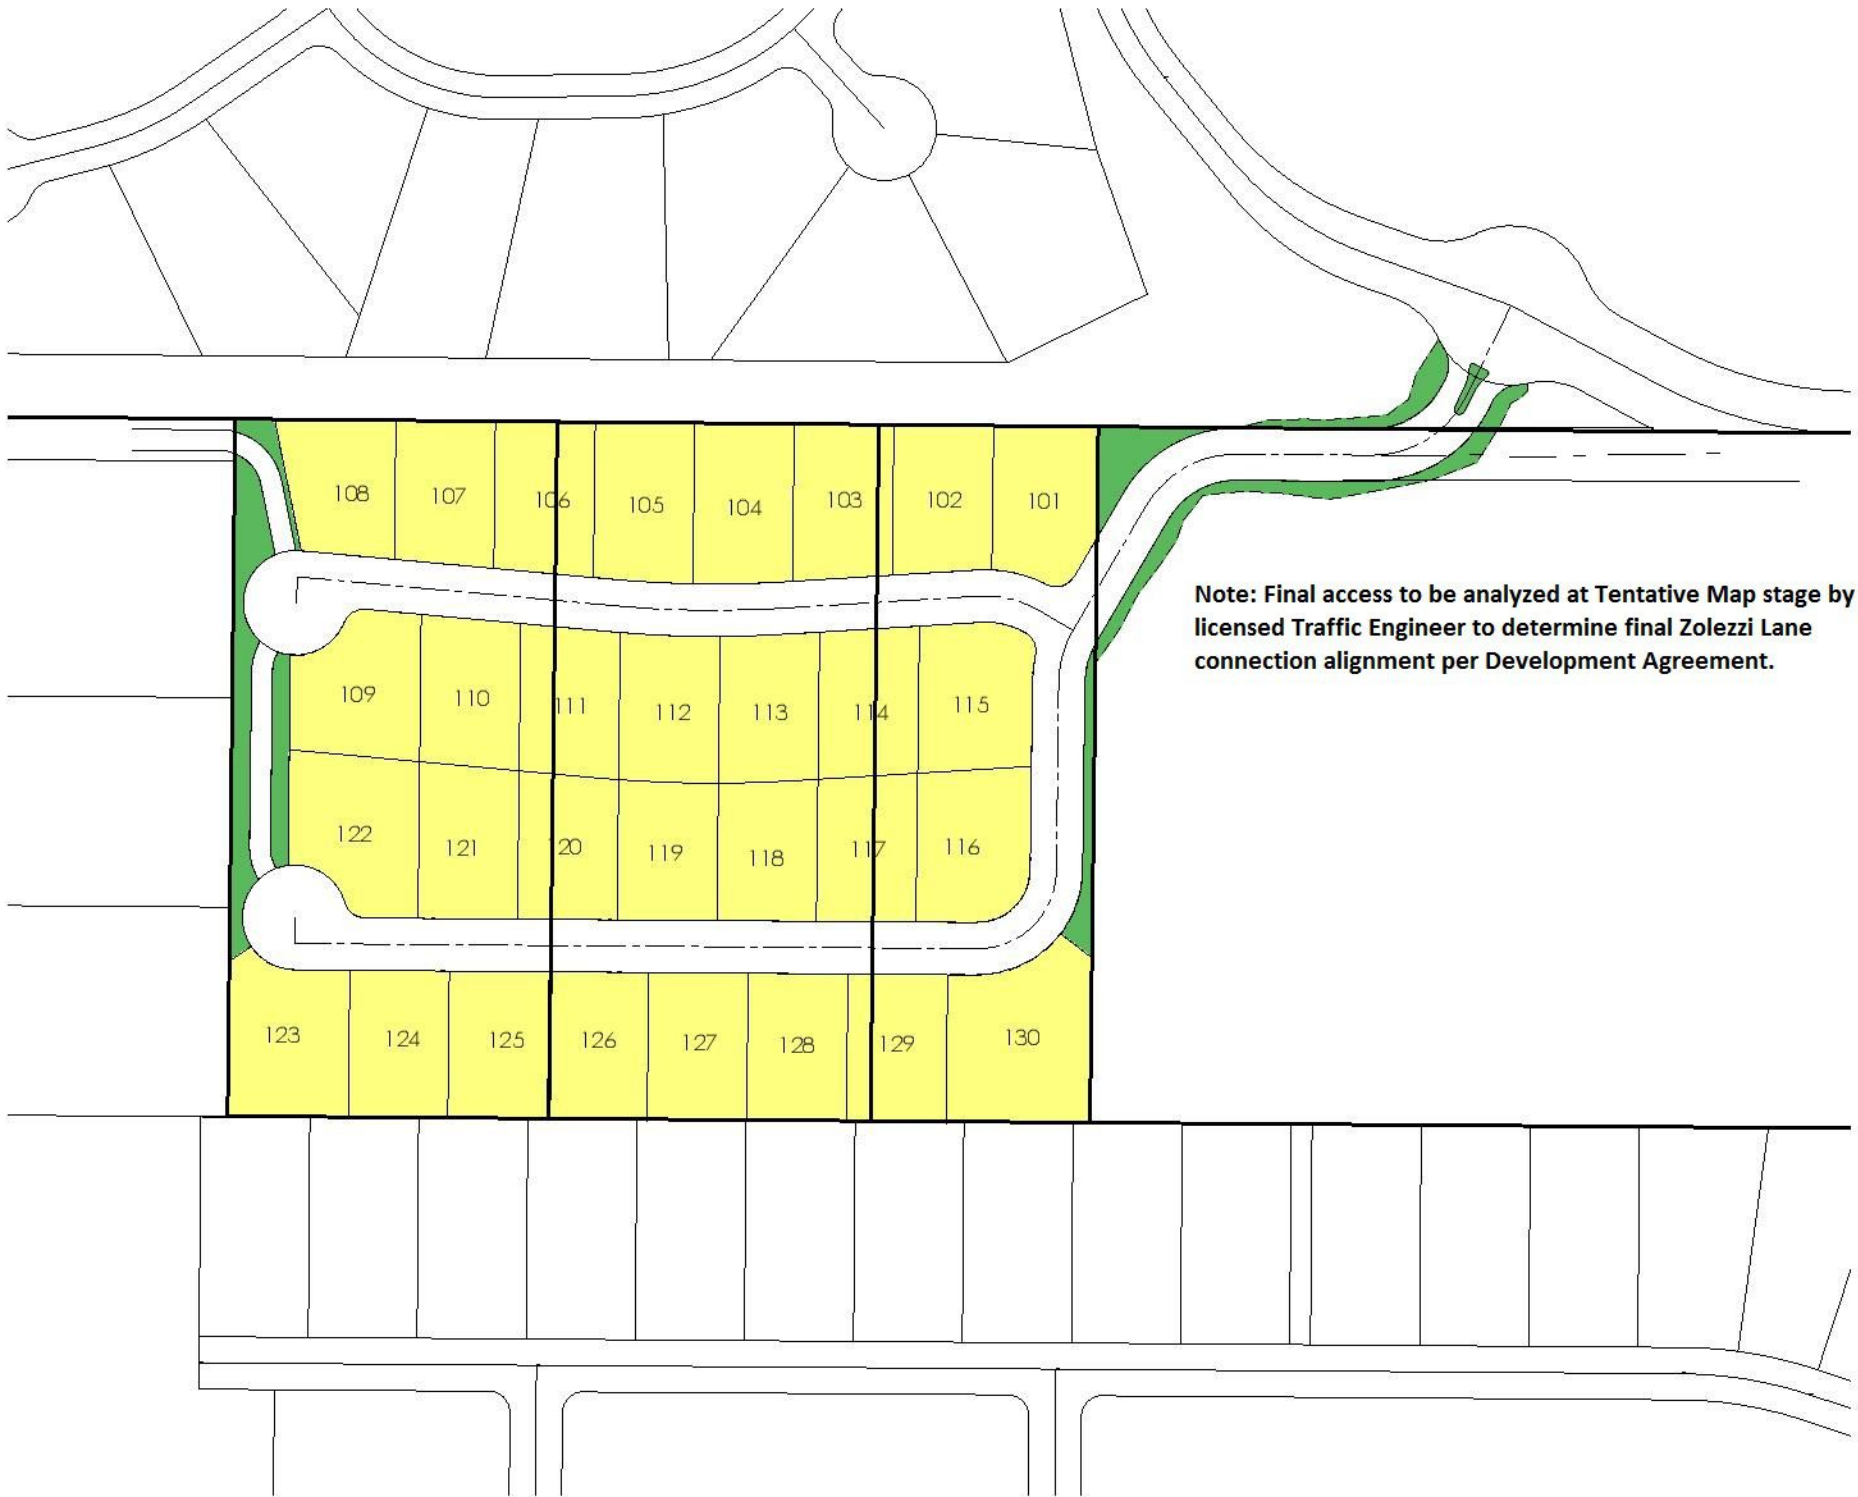 108 107 106 105 104 103 102 101
Note: Final access to be analyzed at Tentative Map stage by
licensed Traffic Engineer to determine final Zolezzi Lane
connection alignment per Development Agreement.
109 110 111 112 113 114 115
122 121 120 119 118 117 116
123 124 125 126 127 128 129 130